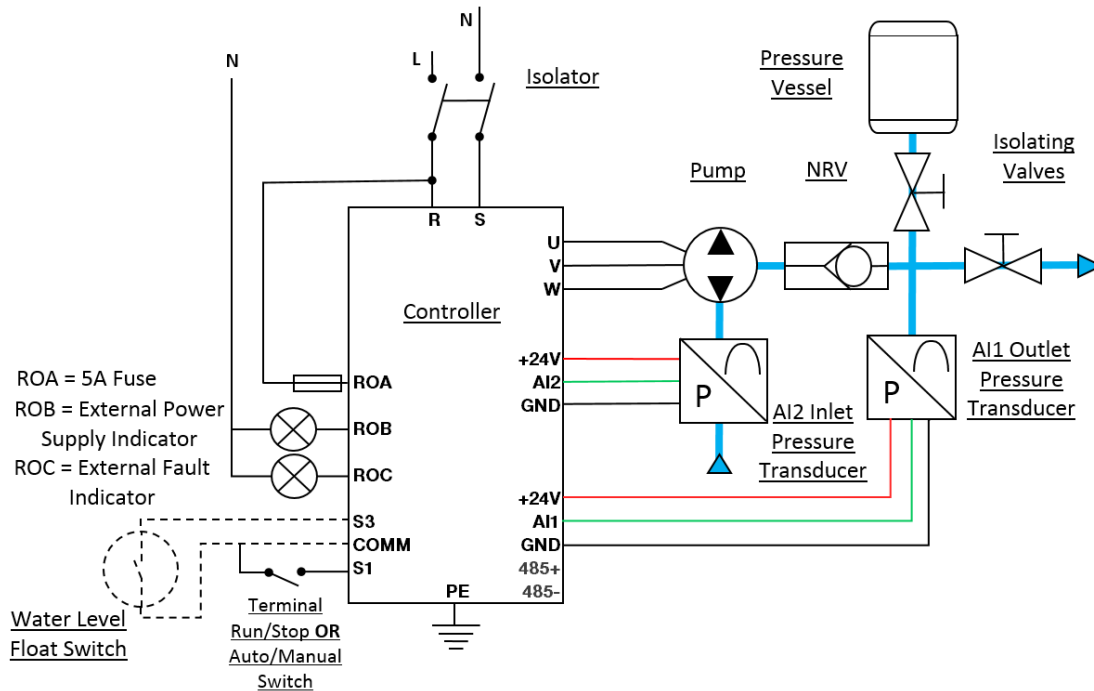 N
L
N
Isolator
R
S
Pressure
Vessel
Isolating
Valves
Pump
NRV
U
V
W
Controller
+24V
AI2
GND
P
AI2 Inlet
Pressure
Transducer
P
AI1 Outlet
Pressure
Transducer
ROA = 5A Fuse
ROB = External Power
Supply Indicator
ROC = External Fault
Indicator
ROA
ROB
ROC
S3
COMM
S1
PE
+24V
AI1
GND
485+
485-
Water Level
Float Switch
Terminal
Run/Stop OR
Auto/Manual
Switch